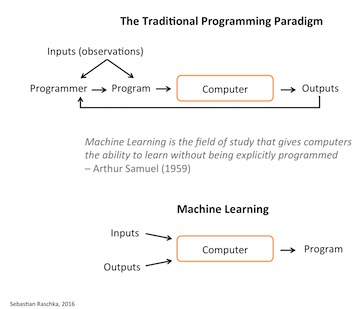 The Traditional Programming Paradigm
Inputs (observations)
Programmer
Program
Computer
Outputs
Machine Learning is the field of study that gives computers
the ability to learn without being explicitly programmed
– Arthur Samuel (1959)
Machine Learning
Inputs
Computer
Program
Outputs
Sebastian Raschka, 2016